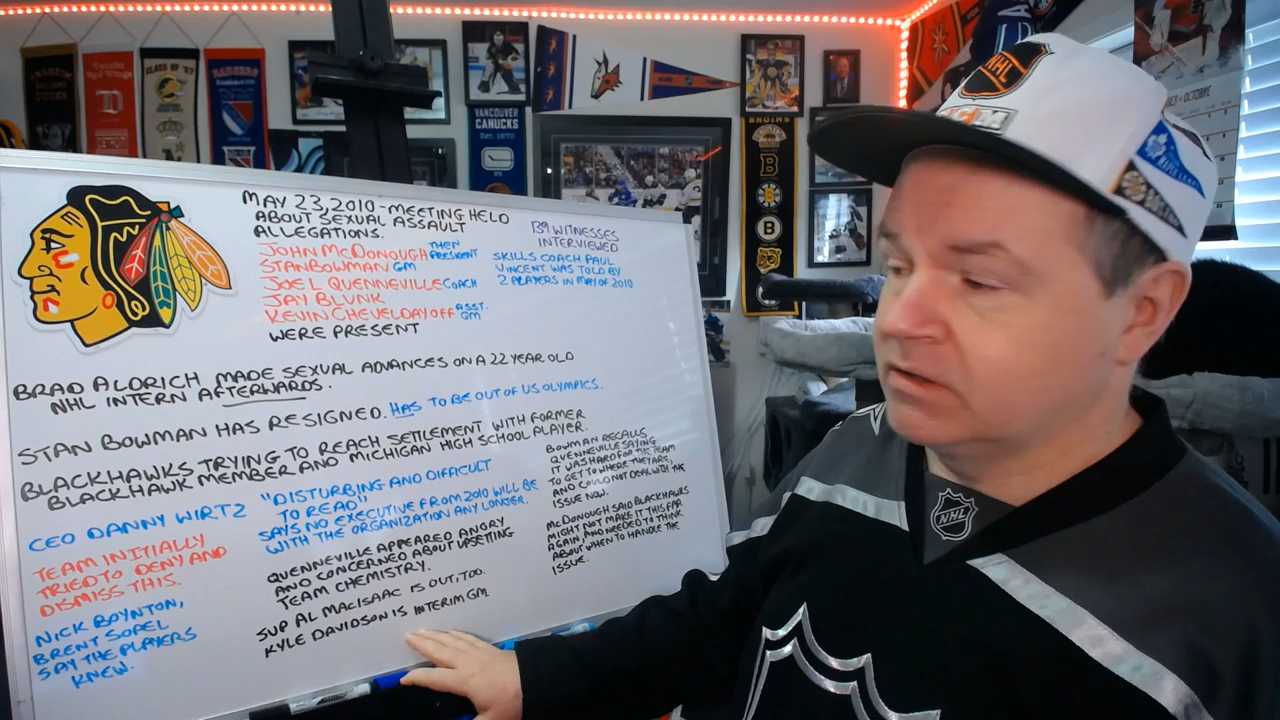 MAY 23, 2010 - MEETING HELD
ABOUT SEXUAL ASSAULT
ALLEGATIONS.
JOHN MCDONOUGH THEN PRESIDENT
STAN BOWMAN GM
JOEL QUENNEVILLE COACH
JAY BLUNK
KEVIN CHEVELDAYOFF ASST. GM
WERE PRESENT
139 WITNESSES
INTERVIEWED
SKILLS COACH PAUL
VINCENT WAS TOLD BY
2 PLAYERS IN MAY OF 2010
BRAD ALDRICH MADE SEXUAL ADVANCES ON A 22 YEAR OLD
NHL INTERN AFTERWARDS.
STAN BOWMAN HAS RESIGNED. HAS TO BE OUT OF US OLYMPICS.
BLACKHAWKS TRYING TO REACH SETLEMENT WITH FORMER
BLACKHAWK MEMBER AND MICHIGAN HIGH SCHOOL PLAYER.
CEO DANNY WIRTZ
"DISTURBING AND DIFFICULT
TO READ"
SAYS NO EXECUTIVE FROM 2010 WILL BE
WITH THE ORGANIZATION ANY LONGER.
TEAM INITIALLY
TRIED TO DENY AND
DISMISS THIS.
QUENNEVILLE APPEARED ANGRY
AND CONCERNED ABOUT UPSETTING
TEAM CHEMISTRY.
NICK BOYNTON,
BRENT SOPEL
SAY THE PLAYERS
KNEW.
SUP AL MACISAAC IS OUT, TOO.
KYLE DAVIDSON IS INTERIM GM.
BOWMAN RECALLS
QUENNEVILLE SAYING
IT WAS HARD FOR THE TEAM
TO GET TO WHERE THEY ARE,
AND COULD NOT DEAL WITH THE
ISSUE NOW.
MCDONOUGH SAID BLACKHAWKS
MIGHT NOT MAKE IT THIS FAR
AGAIN, AND NEEDED TO THINK
ABOUT WHEN TO HANDLE THE
ISSUE.
CLASS OF '97
RANGERS
VANCOUVER
CANUCKS
BRUINS
B
B
OCTOBRE
NHL
CCM
NHL